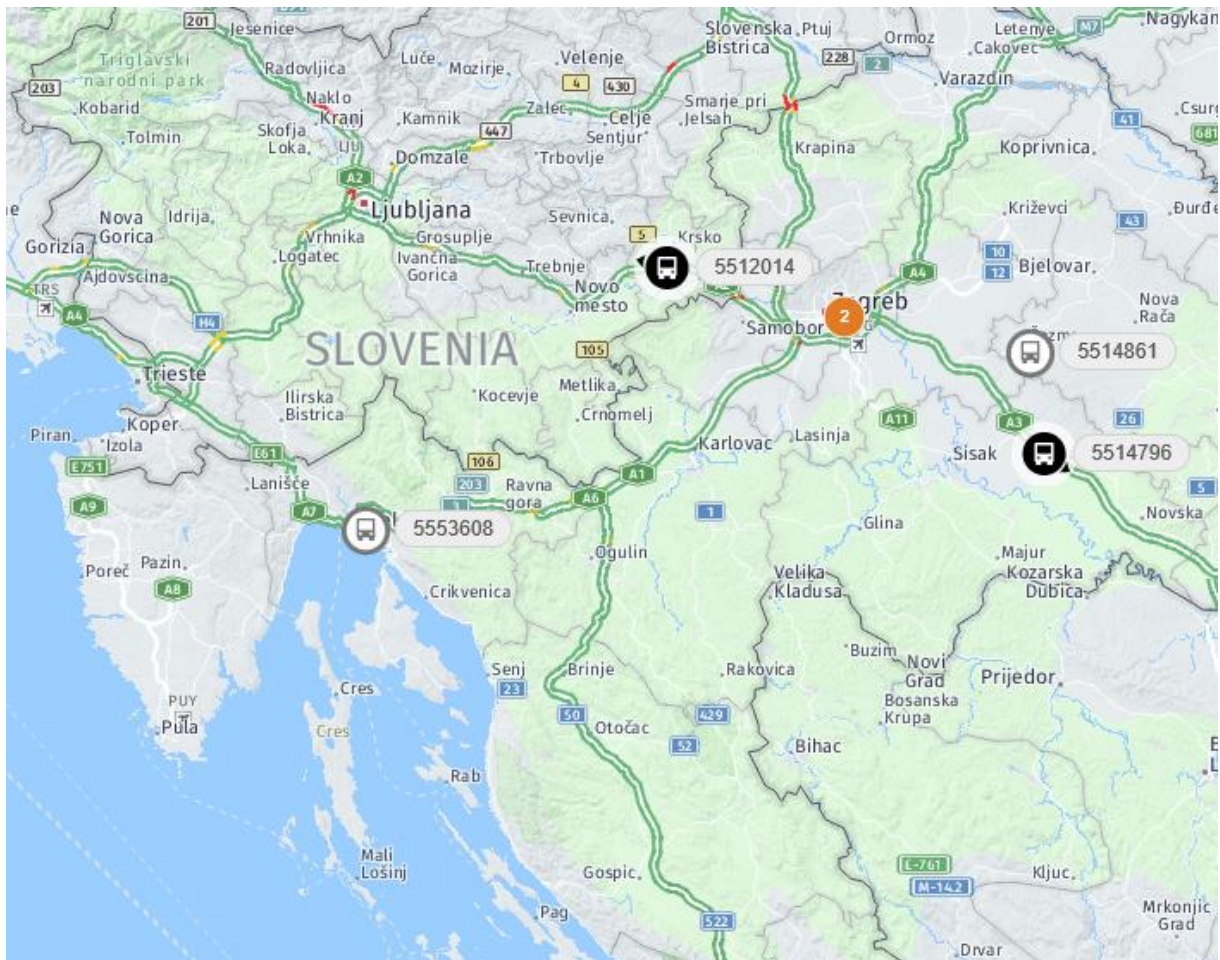 201
Jesenice
Slovenska
Bistrica
Ptuj
Ormoz
Letenye
M7
Cakovec
Triglavski
narodni park
203
Luče
Mozirje
Velenje
228
2
Radovljica
4
430
Varazdin
Kobarid
Naklo
Kranj
Kamnik
Zalec
Celje
Smarje pri
Jelsah
41
Tolmin
Skofja
Loka
LJU
447
Sentjur
681
Domzale
Trbovlje
Krapina
Koprivnica
A2
Ljubljana
Nova
Gorica
Idrija
Sevnica
Križevci
43
Vrhnika
Grosuplje
5
Krsko
Gorizia
Logatec
Ivančna
Gorica
10
12
Bjelovar
Ajdovscina
Trebnje
5512014
A4
TRS
Novo
mesto
Zagreb
Nova
Rača
A4
H4
2
Samobor
SLOVENIA
105
5514861
Trieste
Metlika
Kocevje
Ilirska
Bistrica
Crnomelj
Koper
A11
A3
26
Piran
Izola
Karlovac
Lasinja
E61
Sisak
5514796
E751
106
A1
Lanišće
203
Ravna
gora
5
A9
A7
3
A6
1
Novska
5553608
Glina
Pazin
Ogulin
Majur
Poreč
Kozarska
Dubica
A8
Velika
Kladusa
Crikvenica
Buzim
Senj
Brinje
Rakovica
Novi
Grad
Prijedor
23
Cres
PUY
Bosanska
Krupa
Pula
50
429
Cres
Otočac
52
Bihac
Rab
Mali
Lošinj
E-761
Gospic
Kljuc
M-14.2
Pag
522
Mrkonjic
Grad
Drvar